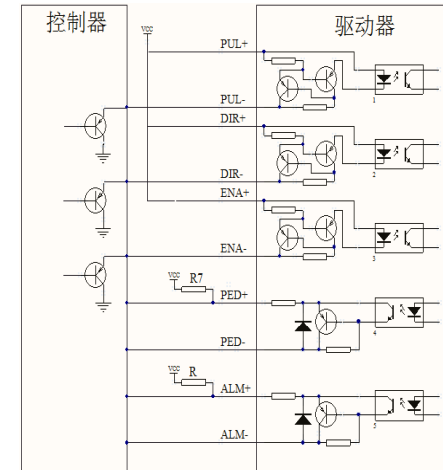 控制器
驱动器
VCC
PUL+
PUL-
1
DIR+
DIR-
2
ENA+
ENA-
3
VCC
R7
PED+
PED-
4
VCC
R
ALM+
ALM-
5